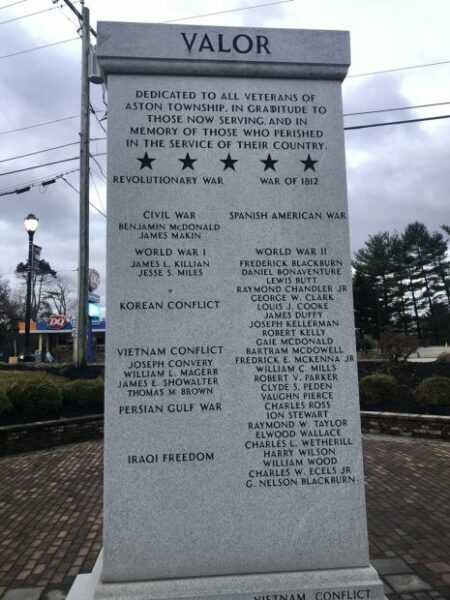 VALOR
DEDICATED TO ALL VETERANS OF
ASTON TOWNSHIP, IN GRATITUDE TO
THOSE NOW SERVING, AND IN
MEMORY OF THOSE WHO PERISHED
IN THE SERVICE OF THEIR COUNTRY.
REVOLUTIONARY WAR
WAR OF 1812
CIVIL WAR
BENJAMIN McDONALD
JAMES MAKIN
WORLD WAR I
JAMES L. KILLIAN
JESSE S. MILES
KOREAN CONFLICT
VIETNAM CONFLICT
JOSEPH CONVERY
WILLIAM L. MAGERR
JAMES E. SHOWALTER
THOMAS M BROWN
PERSIAN GULF WAR
IRAQI FREEDOM
SPANISH AMERICAN WAR
WORLD WAR II
FREDERICK BLACKBURN
DANIEL BONAVENTURE
LEWIS BUTT
RAYMOND CHANDLER JR
GEORGE W. CLARK
LOUIS J. COOKE
JAMES DUFFY
JOSEPH KELLERMAN
ROBERT KELLY
GAIE McDONALD
BARTRAM McDOWELL
FREDRICK E. McKENNA JR
WILLIAM C. MILLS
ROBERT V. PARKER
CLYDE S. PEDEN
VAUGHN PIERCE
CHARLES ROSS
ION STEWART
RAYMOND W. TAYLOR
ELWOOD WALLACE
CHARLES L. WETHERILL
HARRY WILSON
WILLIAM WOOD
CHARLES W. ECELS JR
G. NELSON BLACKBURN
VIETNAM CONFLICT
DQ